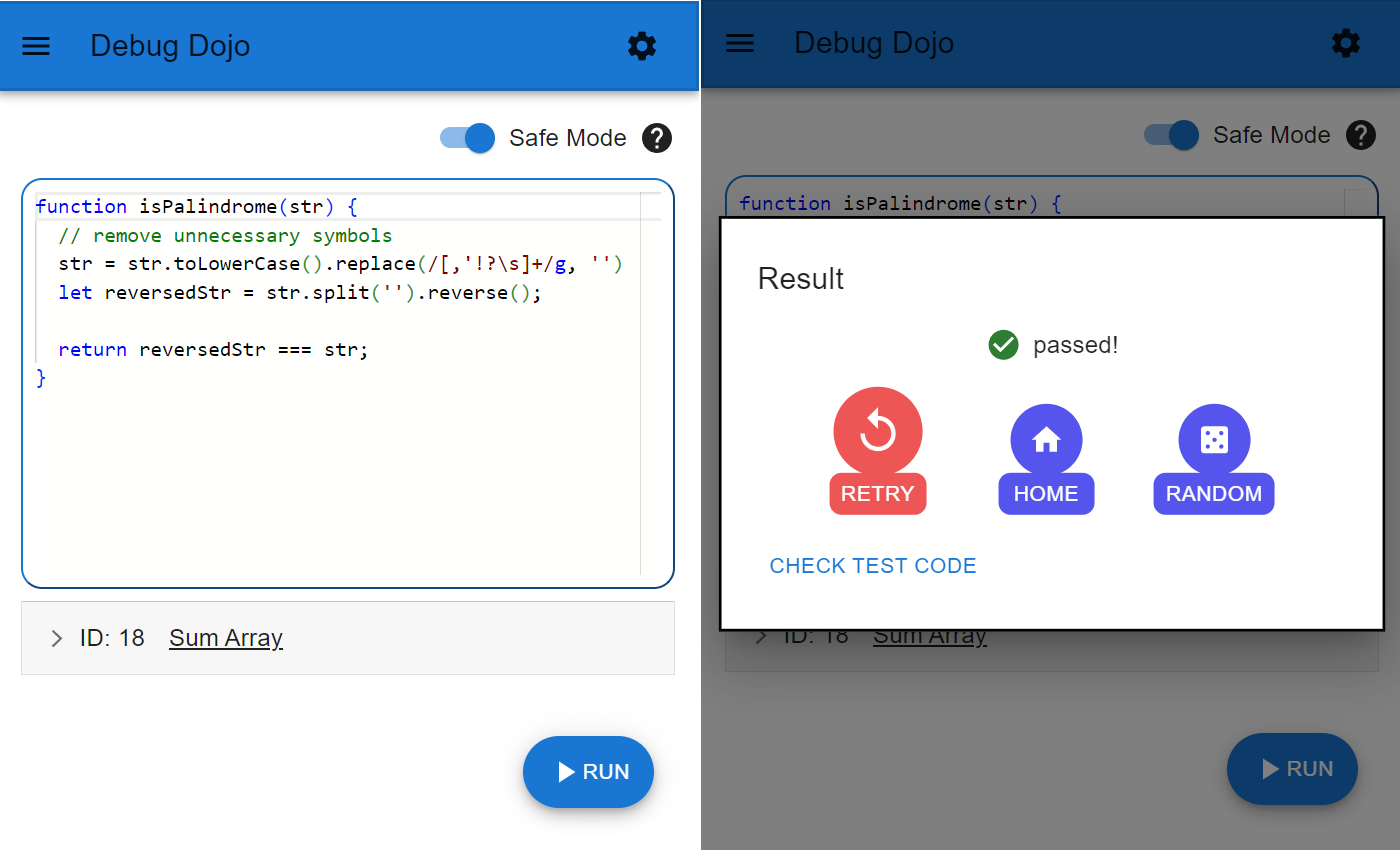 Debug Dojo
Safe Mode
function isPalindrome(str) {
// remove unnecessary symbols
str = str.toLowerCase().replace(/[,'!?\s]+/g, '')
let reversedStr = str.split('').reverse();
return reversedStr === str;
}
ID: 18 Sum Array
RUN
Debug Dojo
Safe Mode
function isPalindrome(str) {
Result
passed!
RETRY
HOME
RANDOM
CHECK TEST CODE
ID: 18 Sum Array
RUN